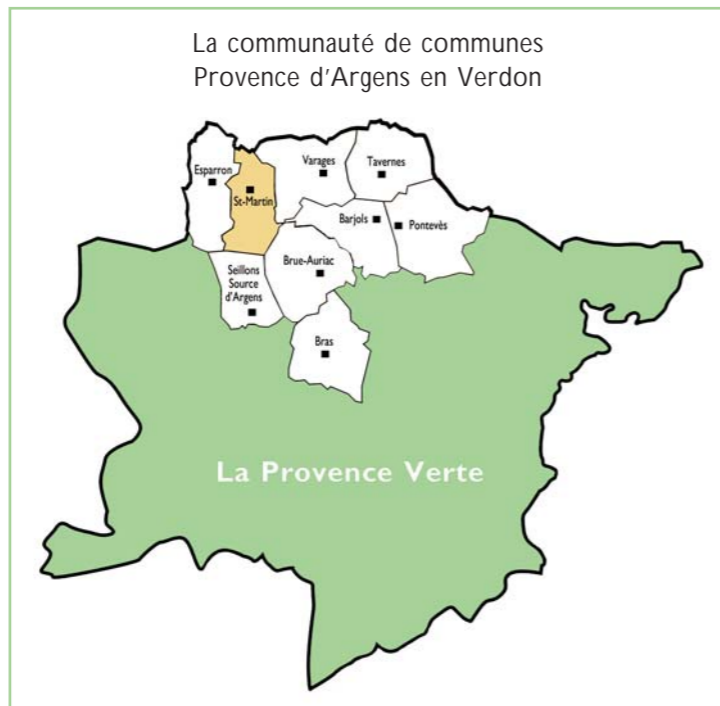 La communauté de communes
Provence d'Argens en Verdon
Varages
Tavernes
Esparron
St-Martin
Barjols
Pontevès
Brue-Auriac
Seillons
Source
d'Argens
Bras
La Provence Verte